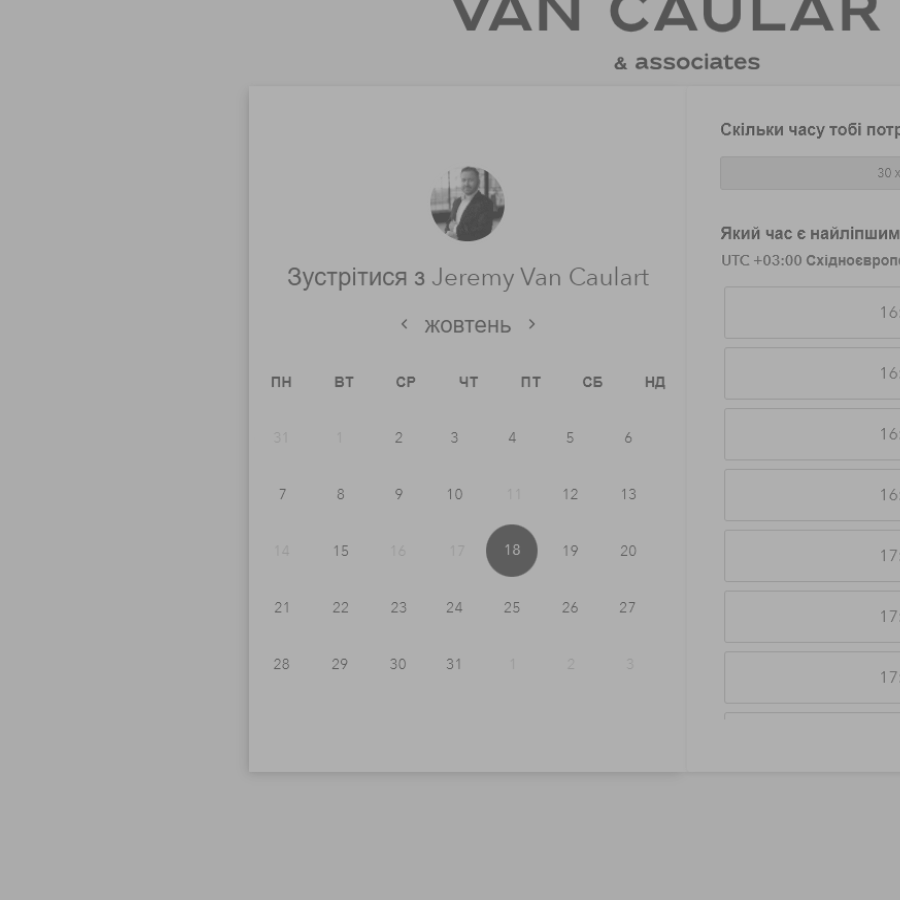 VAN CAULAR
& associates
Зустрітися з Jeremy Van Caulart
жовтень
ПН ВТ СР ЧТ ПТ СБ НД
31 1 2 3 4 5 6
7 8 9 10 11 12 13
14 15 16 17 18 19 20
21 22 23 24 25 26 27
28 29 30 31 1 2 3
Скільки часу тобі
30 х
Який час є найліпшим
UTC +03:00
16
16
16
16
17
17
17